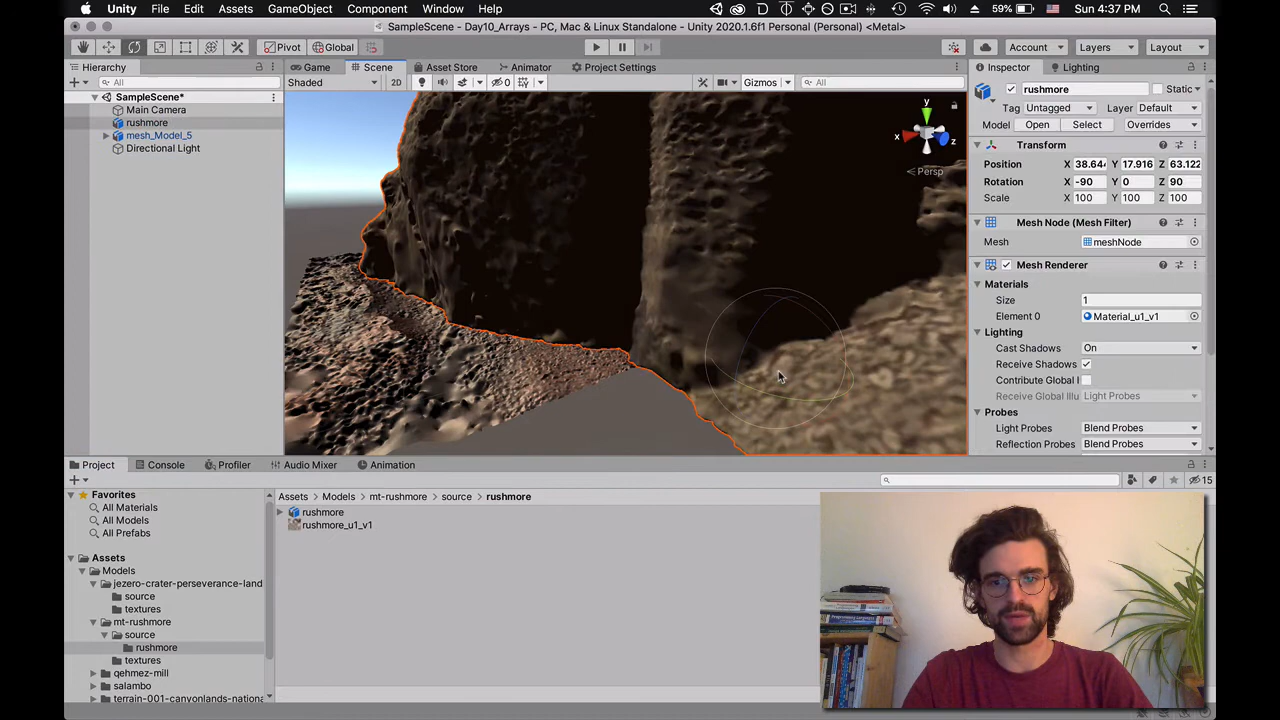 Unity File Edit Assets GameObject Component Window Help 59% Sun 4:37 PM
SampleScene - Day10_Arrays - PC, Mac & Linux Standalone - Unity 2020.1.6f1 Personal (Personal) <Metal>
Pivot Global Account Layers Layout
Hierarchy
All
SampleScene*
Main Camera
rushmore
mesh_Model_5
Directional Light
Game Scene Asset Store Animator Project Settings
Shaded 2D 0 Gizmos All
y
x z
Persp
Inspector Lighting
rushmore Static
Tag Untagged Layer Default
Model Open Select Overrides
Transform
Position X 38.644 Y 17.916 Z 63.122
Rotation X -90 Y 0 Z 90
Scale X 100 Y 100 Z 100
Mesh Node (Mesh Filter)
Mesh meshNode
Mesh Renderer
Materials
Size 1
Element 0 Material_u1_v1
Lighting
Cast Shadows On
Receive Shadows
Contribute Global I
Receive Global Illu Light Probes
Probes
Light Probes Blend Probes
Reflection Probes Blend Probes
Project Console Profiler Audio Mixer Animation
15
Favorites
All Materials
All Models
All Prefabs
Assets
Models
jezero-crater-perseverance-land
source
textures
mt-rushmore
source
rushmore
textures
qehmez-mill
salambo
terrain-001-canyonlands-nationa
Assets Models mt-rushmore source rushmore
rushmore
rushmore_u1_v1